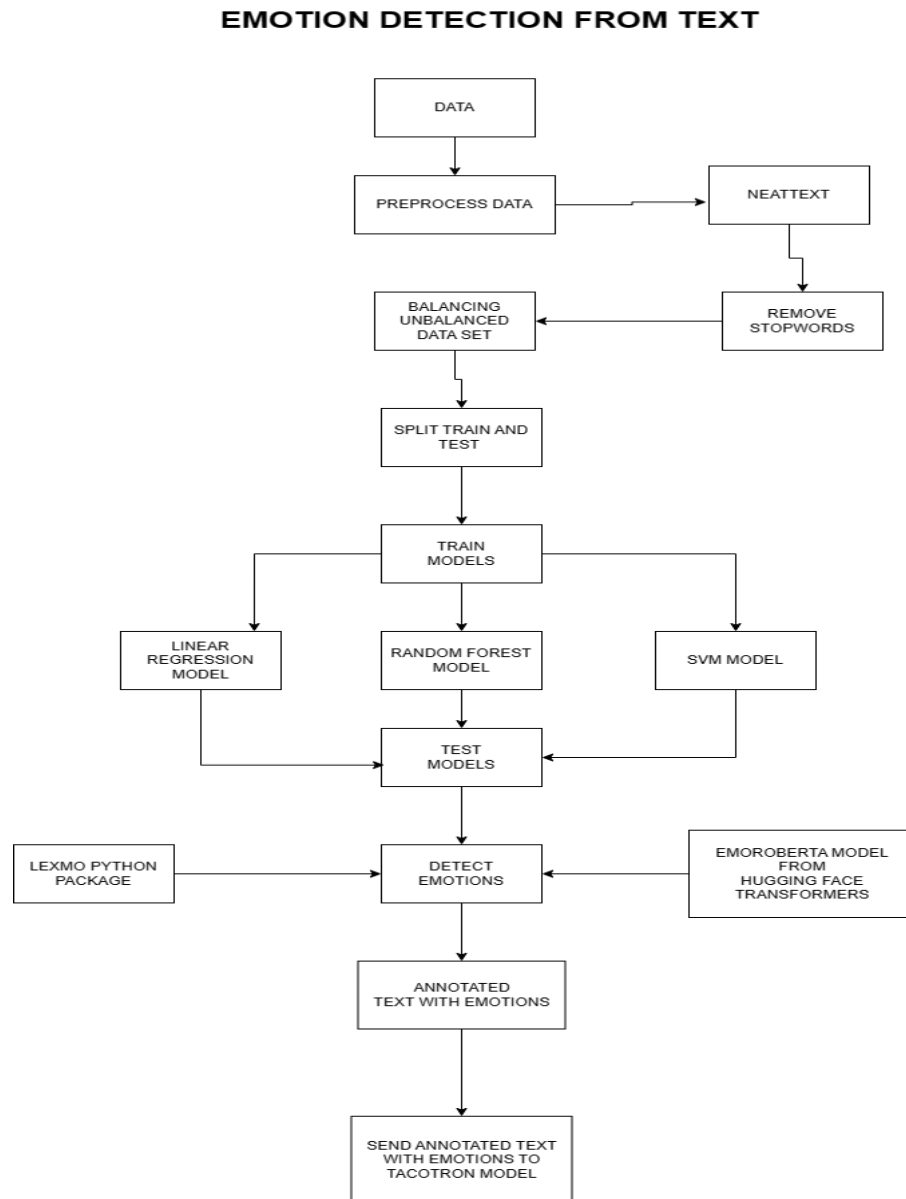 EMOTION DETECTION FROM TEXT
DATA
PREPROCESS DATA
NEATTEXT
BALANCING
UNBALANCED
DATA SET
REMOVE
STOPWORDS
SPLIT TRAIN AND
TEST
TRAIN
MODELS
LINEAR
REGRESSION
MODEL
RANDOM FOREST
MODEL
SVM MODEL
TEST
MODELS
LEXMO PYTHON
PACKAGE
DETECT
EMOTIONS
EMOROBERTA MODEL
FROM
HUGGING FACE
TRANSFORMERS
ANNOTATED
TEXT WITH EMOTIONS
SEND ANNOTATED TEXT
WITH EMOTIONS TO
TACOTRON MODEL